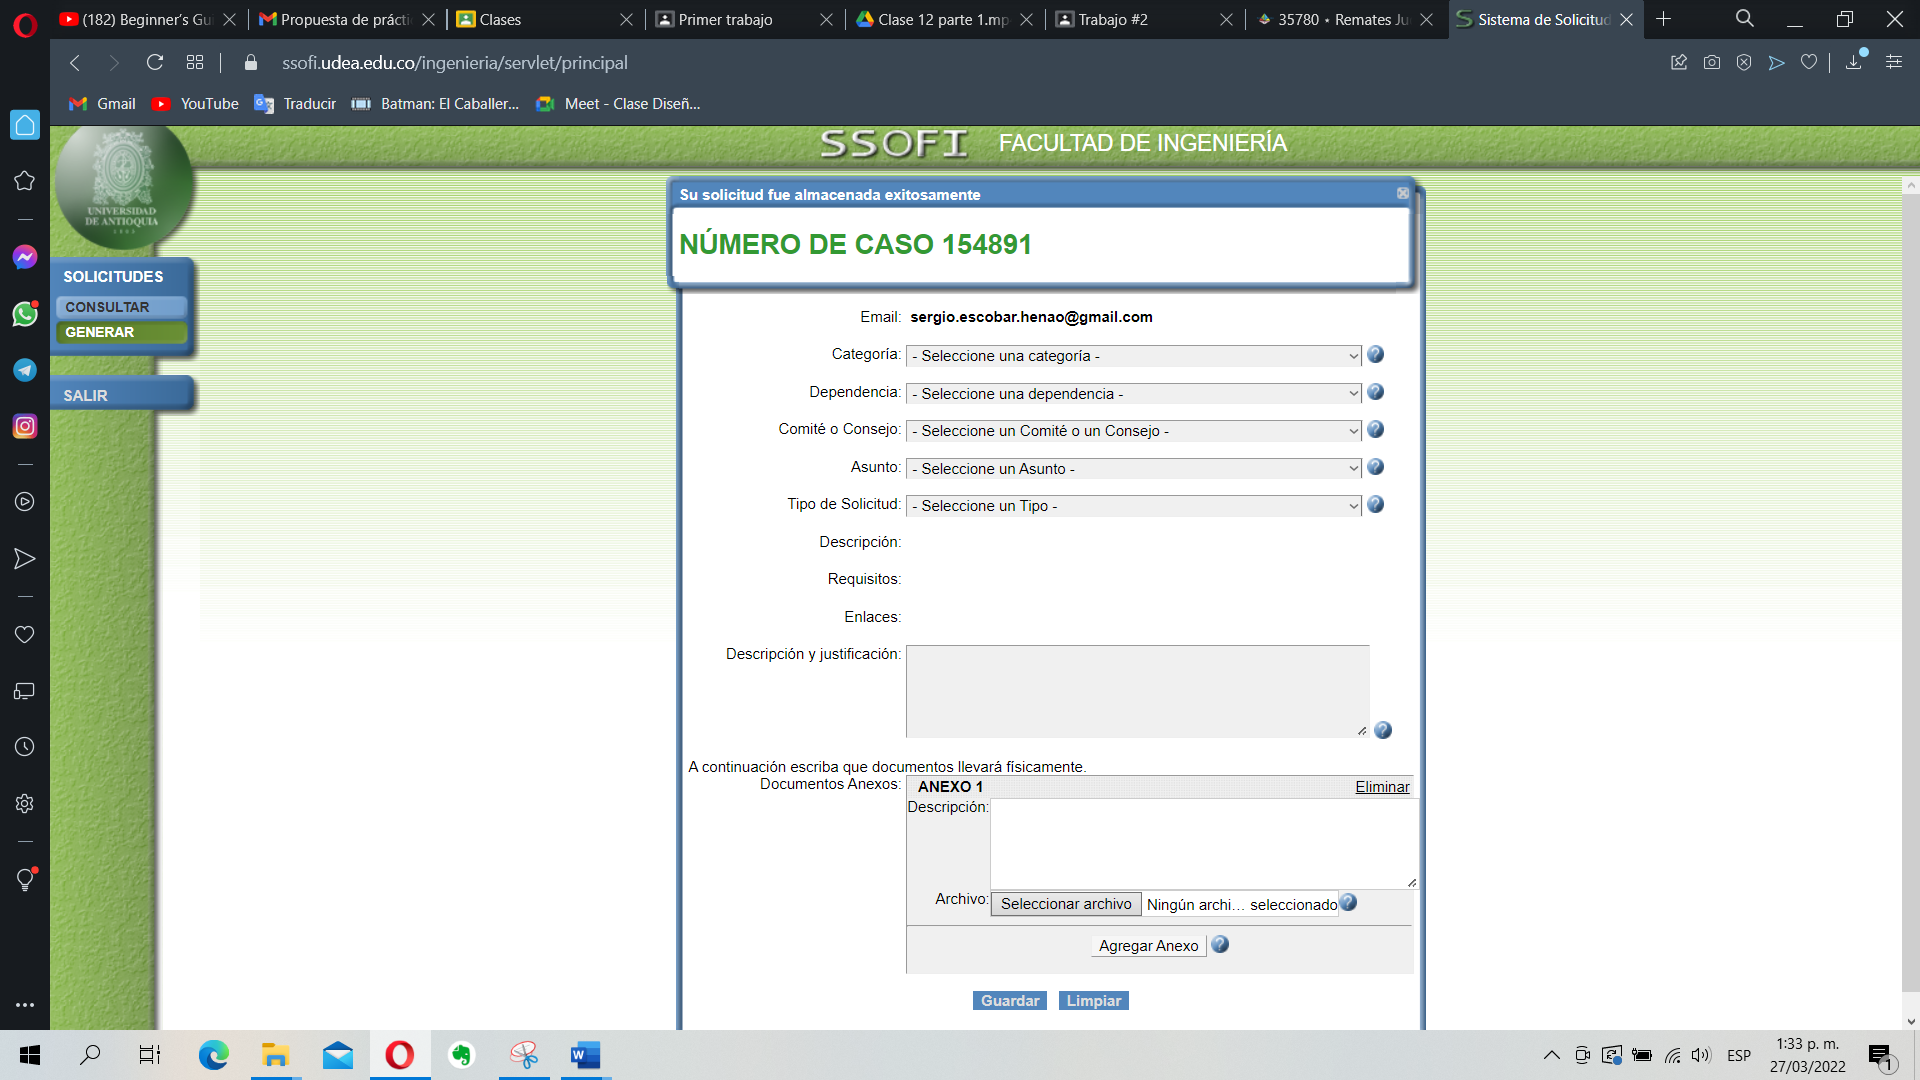 (182) Beginner's Gu
Propuesta de práctic
Clases
Primer trabajo
Clase 12 parte 1.mp
Trabajo #2
35780 • Remates Ju
Sistema de Solicitud
ssofi.udea.edu.co/ingenieria/servlet/principal
Gmail
YouTube
Traducir
Batman: El Caballer...
Meet - Clase Diseñ...
SSOFI
FACULTAD DE INGENIERÍA
UNIVERSIDAD
DE ANTIOQUIA
1803
Su solicitud fue almacenada exitosamente
NÚMERO DE CASO 154891
SOLICITUDES
CONSULTAR
GENERAR
SALIR
Email: sergio.escobar.henao@gmail.com
Categoría: - Seleccione una categoría -
Dependencia: - Seleccione una dependencia -
Comité o Consejo: - Seleccione un Comité o un Consejo -
Asunto: - Seleccione un Asunto -
Tipo de Solicitud: - Seleccione un Tipo -
Descripción:
Requisitos:
Enlaces:
Descripción y justificación:
A continuación escriba que documentos llevará físicamente.
Documentos Anexos: ANEXO 1 Eliminar
Descripción:
Archivo: Seleccionar archivo Ningún archi... seleccionado
Agregar Anexo
Guardar Limpiar
ESP
1:33 p. m.
27/03/2022
1